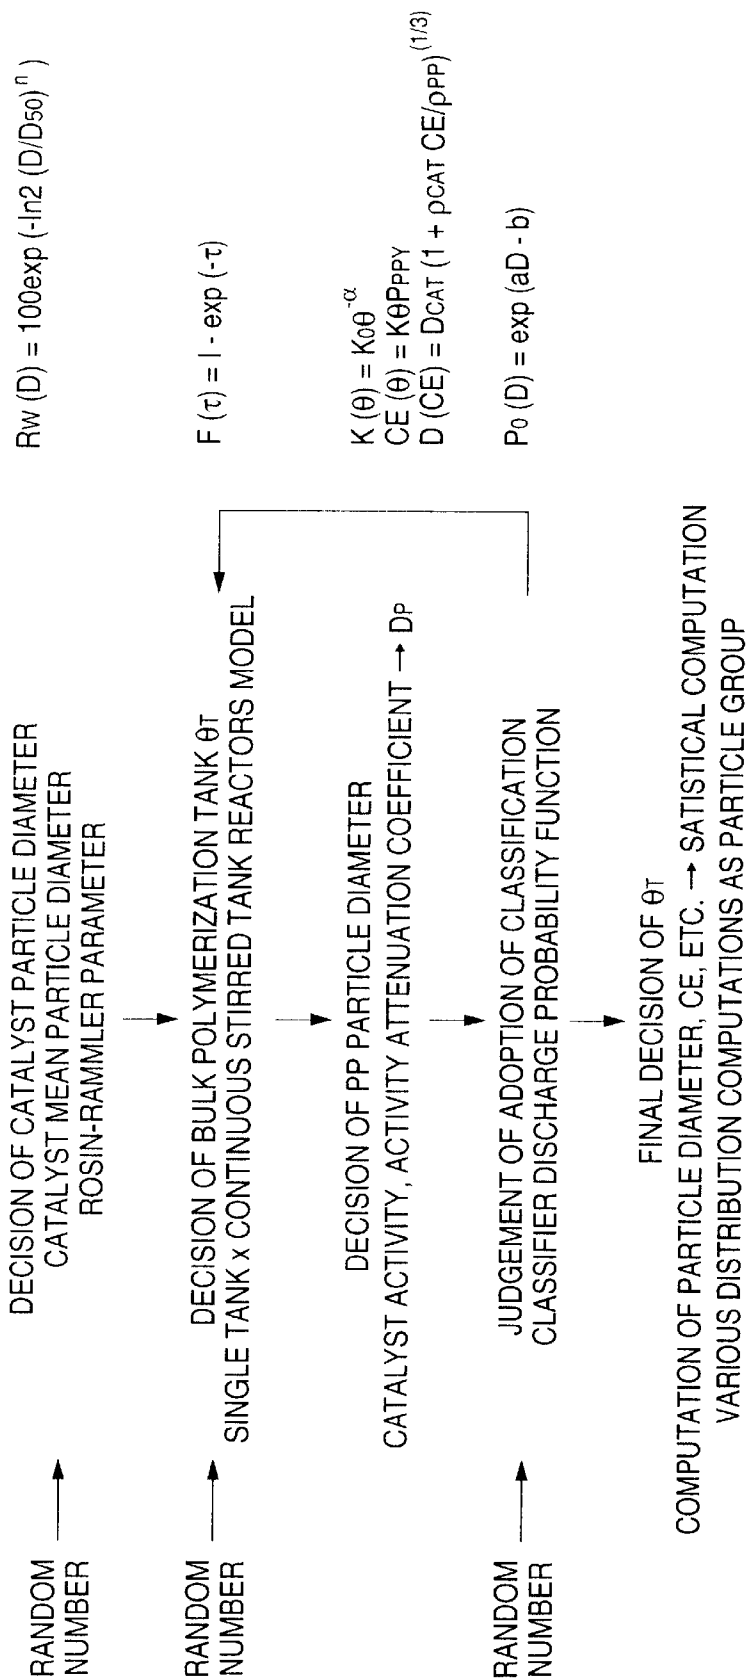 RANDOM
NUMBER
DECISION OF CATALYST PARTICLE DIAMETER
CATALYST MEAN PARTICLE DIAMETER
ROSIN-RAMMLER PARAMETER
Rw (D) = 100exp (-ln2 (D/D50)^n )
RANDOM
NUMBER
DECISION OF BULK POLYMERIZATION TANK θT
SINGLE TANK x CONTINUOUS STIRRED TANK REACTORS MODEL
F (τ) = I - exp (-τ)
DECISION OF PP PARTICLE DIAMETER
CATALYST ACTIVITY, ACTIVITY ATTENUATION COEFFICIENT → DP
K (θ) = K0θ^-α
CE (θ) = KθPPPY
D (CE) = DCAT (1 + ρCAT CE/ρPP)^(1/3)
RANDOM
NUMBER
JUDGEMENT OF ADOPTION OF CLASSIFICATION
CLASSIFIER DISCHARGE PROBABILITY FUNCTION
P0 (D) = exp (aD - b)
FINAL DECISION OF θT
COMPUTATION OF PARTICLE DIAMETER, CE, ETC. → SATISTICAL COMPUTATION
VARIOUS DISTRIBUTION COMPUTATIONS AS PARTICLE GROUP